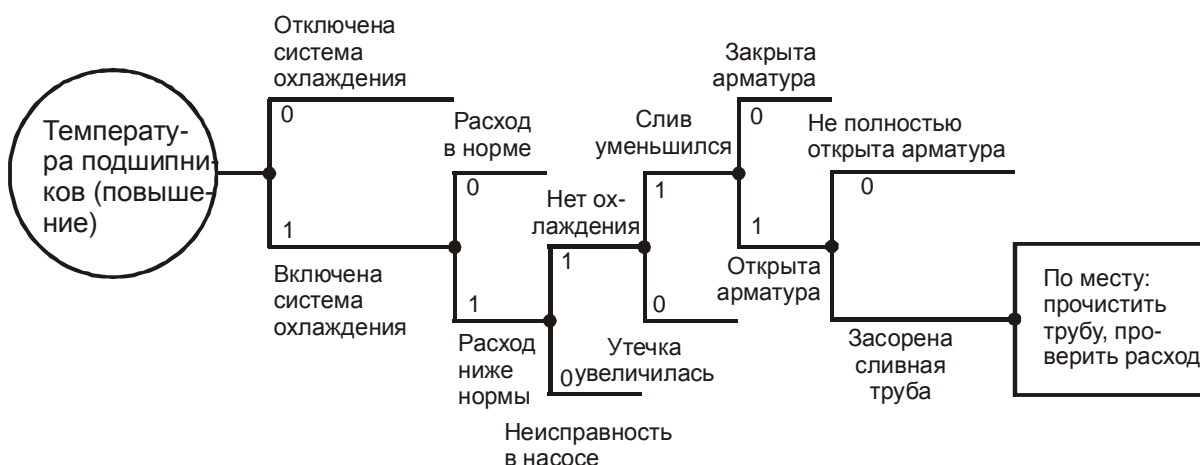 Отключена
система
охлаждения
0
Температу-
ра подшипни-
ков (повыше-
ние)
1
Включена
система
охлаждения
Расход
в норме
0
1
Расход
ниже
нормы
Нет ох-
лаждения
1
0
Неисправность
в насосе
Слив
уменьшился
1
0
Утечка
увеличилась
Закрыта
арматура
0
1
Открыта
арматура
Не полностью
открыта арматура
0
Засорена
сливная
труба
По месту:
прочистить
трубу, про-
верить расход